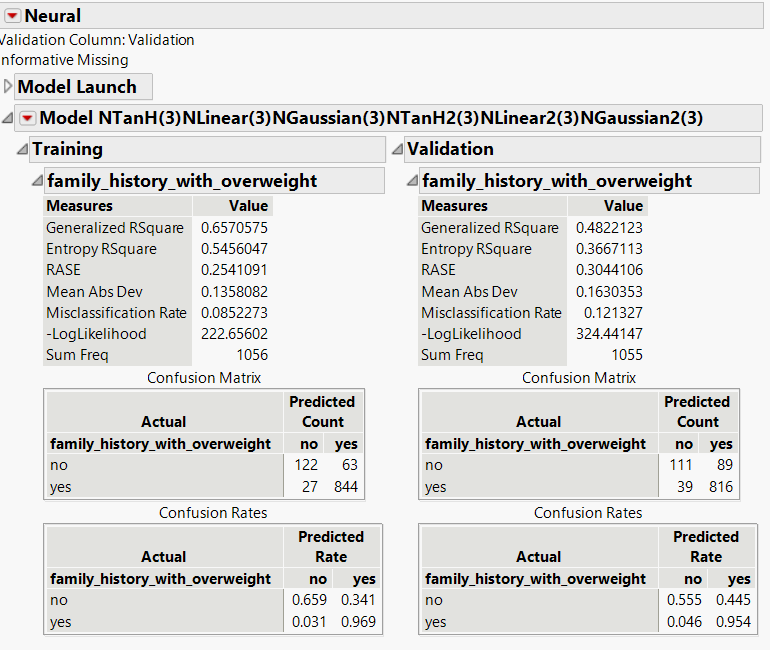 Neural
Validation Column: Validation
nformative Missing
Model Launch
Model NTanH(3)NLinear(3)NGaussian(3)NTanH2(3)NLinear2(3)NGaussian2(3)
Training
family_history_with_overweight
Measures Value
Generalized RSquare 0.6570575
Entropy RSquare 0.5456047
RASE 0.2541091
Mean Abs Dev 0.1358082
Misclassification Rate 0.0852273
-LogLikelihood 222.65602
Sum Freq 1056
Confusion Matrix
Predicted
Actual Count
family_history_with_overweight no yes
no 122 63
yes 27 844
Confusion Rates
Predicted
Actual Rate
family_history_with_overweight no yes
no 0.659 0.341
yes 0.031 0.969
Validation
family_history_with_overweight
Measures Value
Generalized RSquare 0.4822123
Entropy RSquare 0.3667113
RASE 0.3044106
Mean Abs Dev 0.1630353
Misclassification Rate 0.121327
-LogLikelihood 324.44147
Sum Freq 1055
Confusion Matrix
Predicted
Actual Count
family_history_with_overweight no yes
no 111 89
yes 39 816
Confusion Rates
Predicted
Actual Rate
family_history_with_overweight no yes
no 0.555 0.445
yes 0.046 0.954